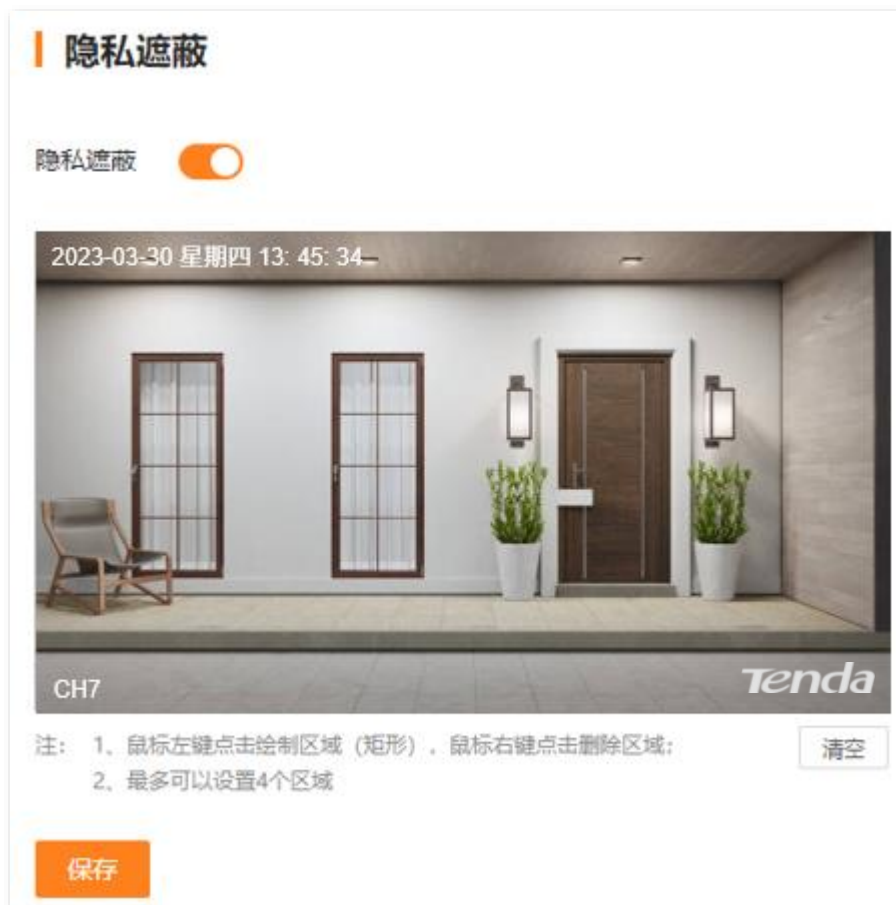 隐私遮蔽
隐私遮蔽
2023-03-30 星期四 13: 45: 34
CH7
Tenda
注： 1、鼠标左键点击绘制区域（矩形），鼠标右键点击删除区域；
清空
2、最多可以设置4个区域
保存